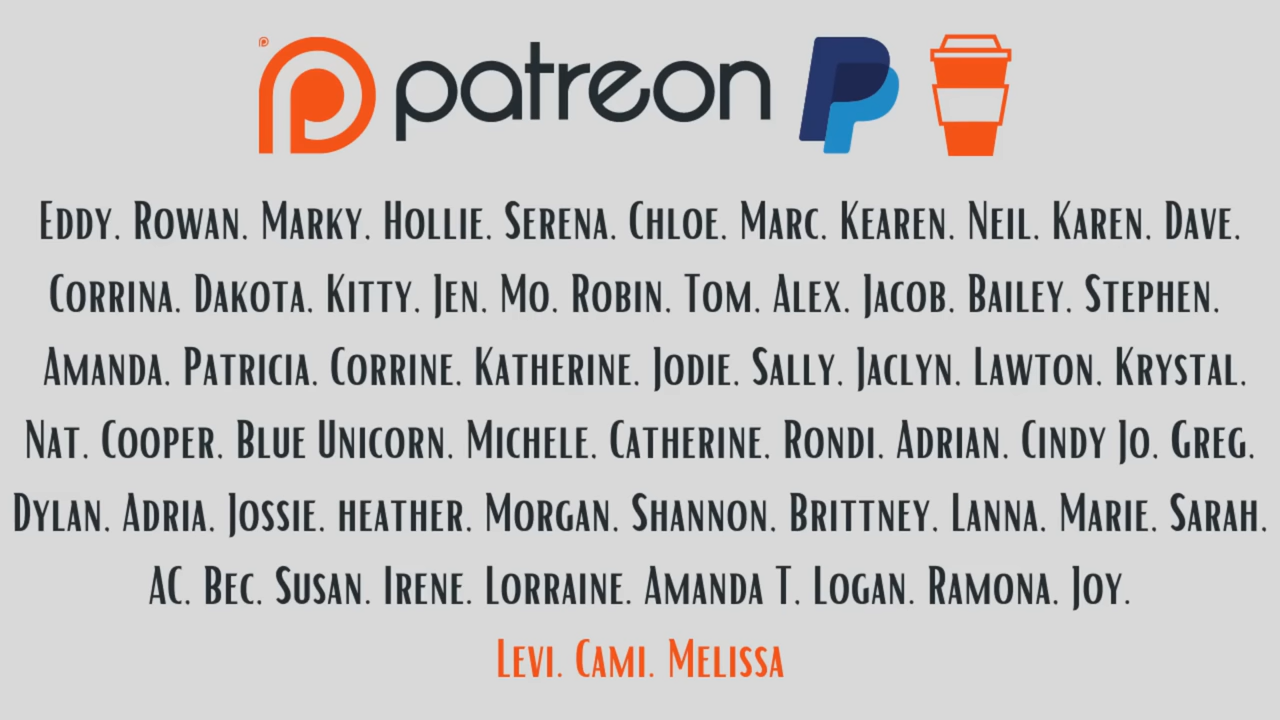 patreon
Eddy. Rowan. Marky. Hollie. Serena. Chloe. Marc. Kearen. Neil. Karen. Dave.
Corrina. Dakota. Kitty. Jen. Mo. Robin. Tom. Alex. Jacob. Bailey. Stephen.
Amanda. Patricia. Corrine. Katherine. Jodie. Sally. Jaclyn. Lawton. Krystal.
Nat. Cooper. Blue Unicorn. Michele. Catherine. Rondi. Adrian. Cindy Jo. Greg.
Dylan. Adria. Jossie. heather. Morgan. Shannon. Brittney. Lanna. Marie. Sarah.
AC. Bec. Susan. Irene. Lorraine. Amanda T. Logan. Ramona. Joy.
Levi. Cami. Melissa